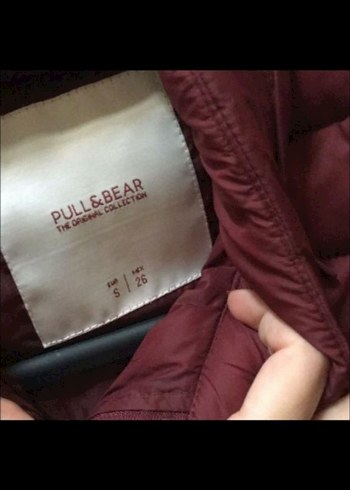 PULL&BEAR
THE ORIGINAL COLLECTION
EUR MEX
S | 26